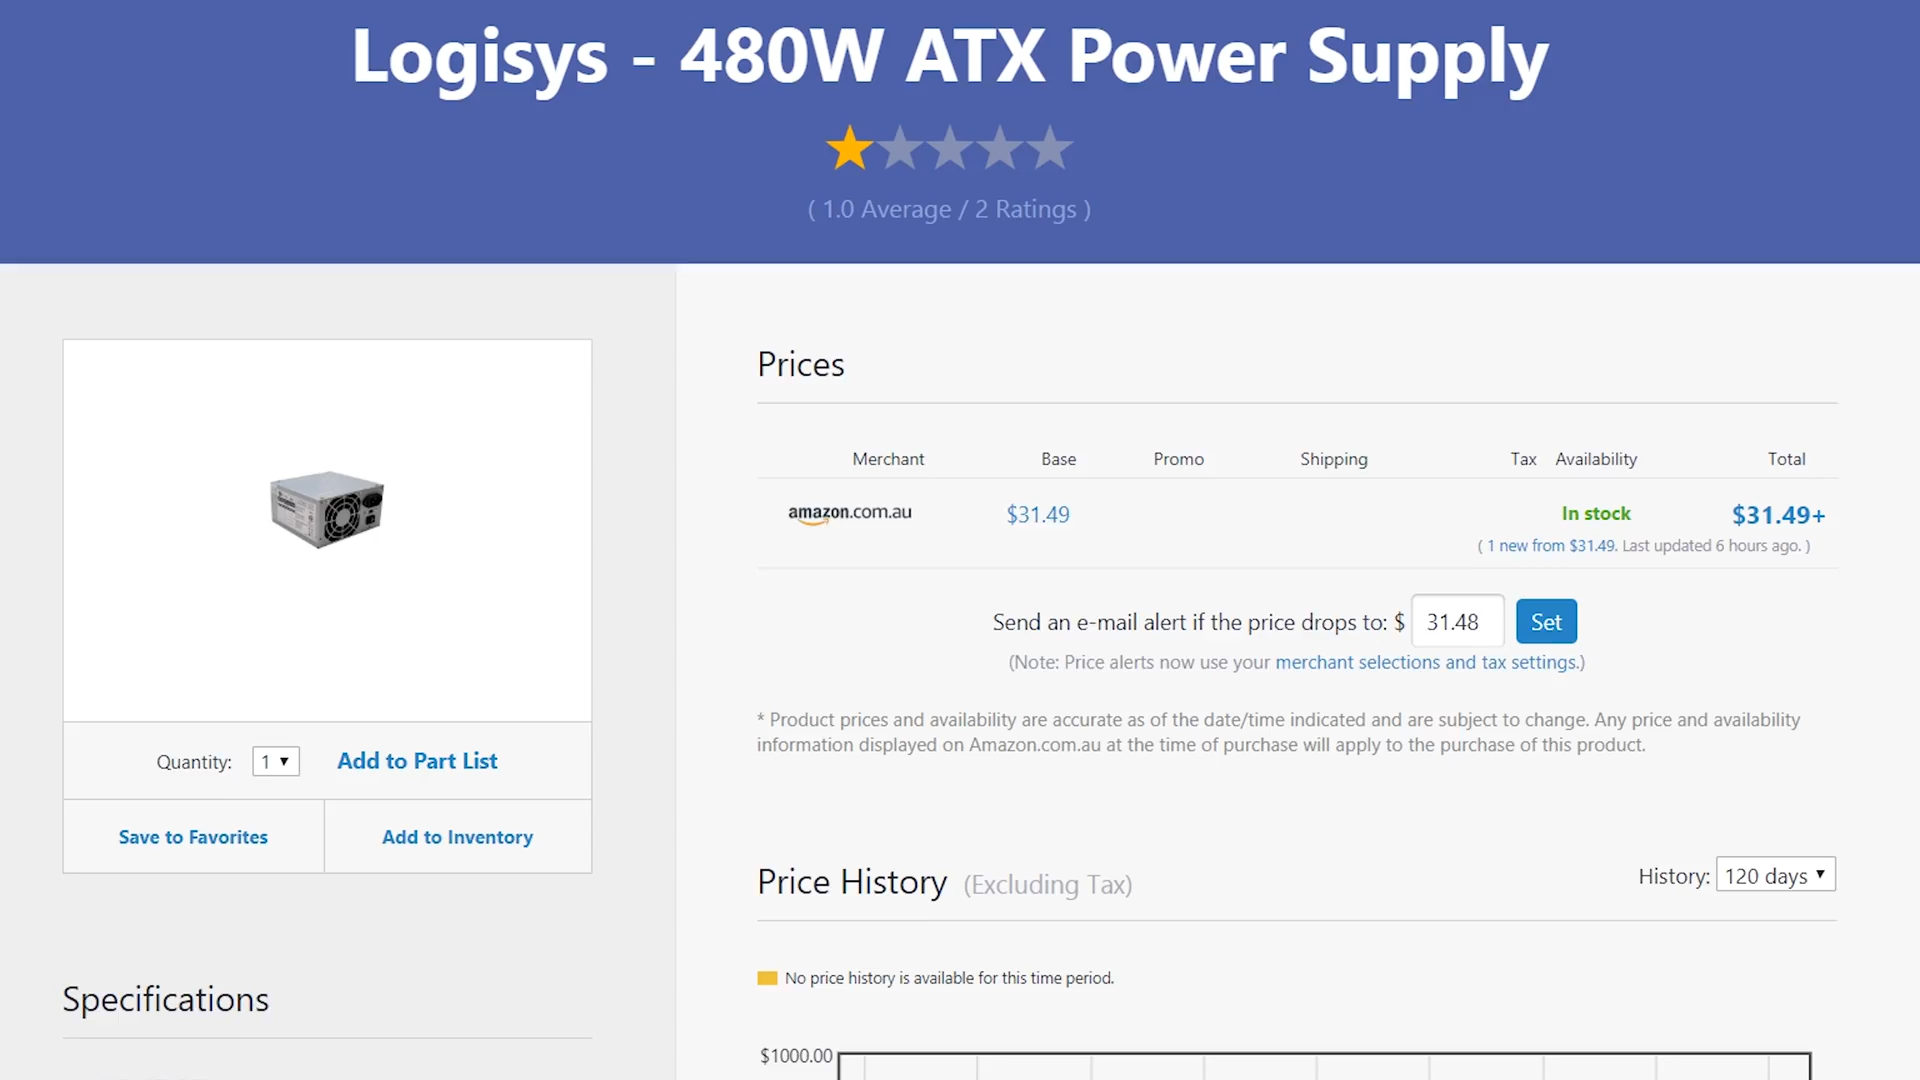 Logisys - 480W ATX Power Supply
( 1.0 Average / 2 Ratings )
Prices
Merchant Base Promo Shipping Tax Availability Total
amazon.com.au $31.49 In stock $31.49+
( 1 new from $31.49. Last updated 6 hours ago. )
Send an e-mail alert if the price drops to: $ 31.48 Set
(Note: Price alerts now use your merchant selections and tax settings.)
* Product prices and availability are accurate as of the date/time indicated and are subject to change. Any price and availability
information displayed on Amazon.com.au at the time of purchase will apply to the purchase of this product.
Quantity: 1 Add to Part List
Save to Favorites Add to Inventory
Price History (Excluding Tax) History: 120 days
No price history is available for this time period.
Specifications
$1000.00